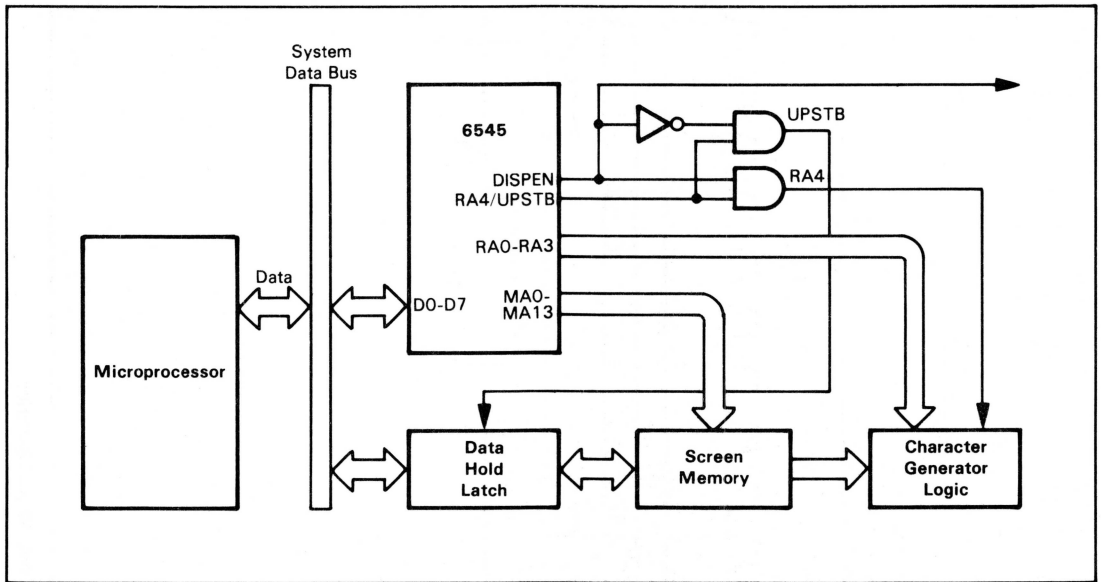 System
Data Bus
6545
UPSTB
DISPEN
RA4
RA4/UPSTB
RA0-RA3
Data
D0-D7
MA0-
MA13
Microprocessor
Data
Hold
Latch
Screen
Memory
Character
Generator
Logic